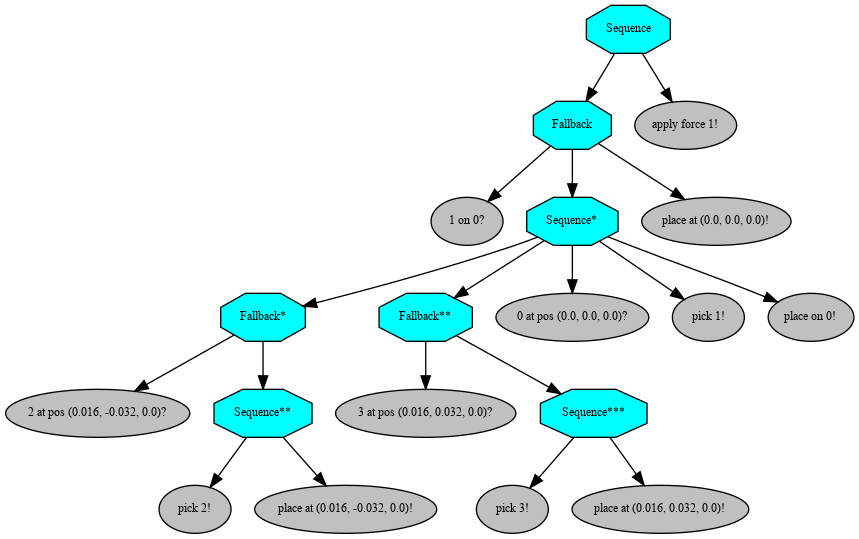 Sequence
Fallback
apply force 1!
1 on 0?
Sequence*
place at (0.0, 0.0, 0.0)!
Fallback*
Fallback**
0 at pos (0.0, 0.0, 0.0)?
pick 1!
place on 0!
2 at pos (0.016, -0.032, 0.0)?
Sequence**
3 at pos (0.016, 0.032, 0.0)?
Sequence***
pick 2!
place at (0.016, -0.032, 0.0)!
pick 3!
place at (0.016, 0.032, 0.0)!